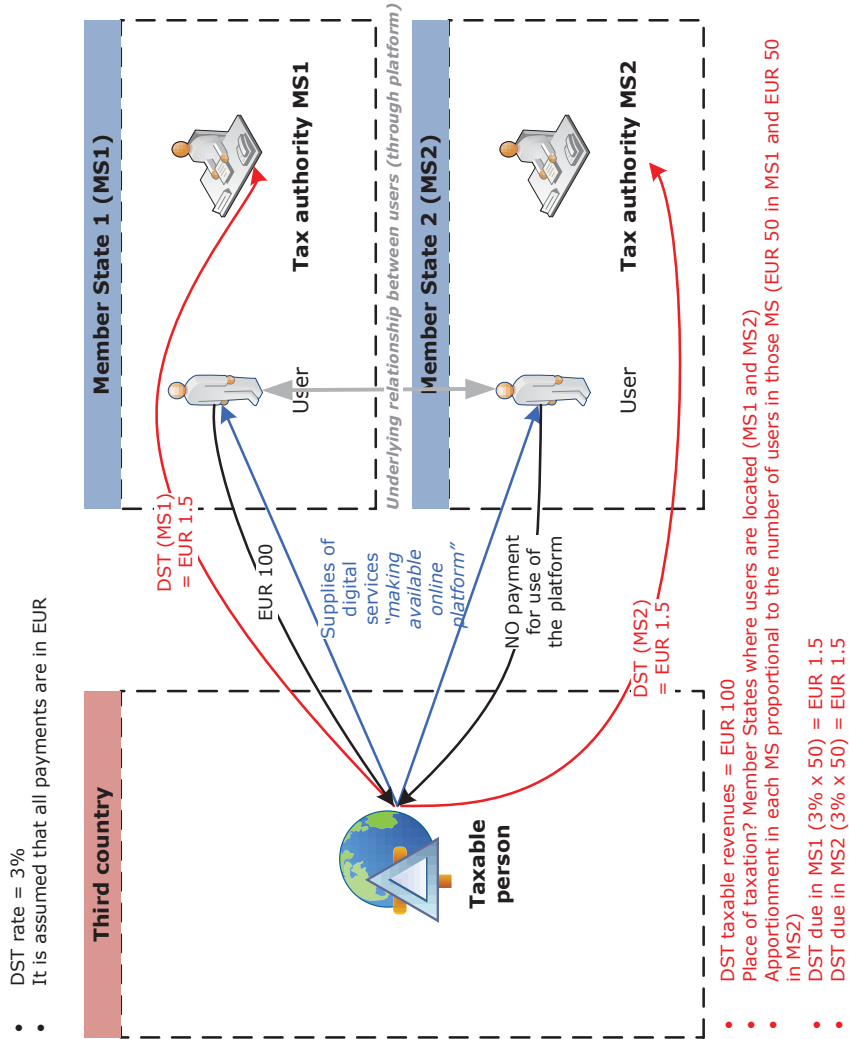 • DST rate = 3%
• It is assumed that all payments are in EUR
Third country
Taxable
person
Member State 1 (MS1)
User
Tax authority MS1
DST (MS1)
= EUR 1.5
EUR 100
Supplies of
digital
services
“making
available
online
platform”
Underlying relationship between users (through platform)
Member State 2 (MS2)
User
Tax authority MS2
NO payment
for use of
the platform
DST (MS2)
= EUR 1.5
• DST taxable revenues = EUR 100
• Place of taxation? Member States where users are located (MS1 and MS2)
• Apportionment in each MS proportional to the number of users in those MS (EUR 50 in MS1 and EUR 50
in MS2)
• DST due in MS1 (3% x 50) = EUR 1.5
• DST due in MS2 (3% x 50) = EUR 1.5